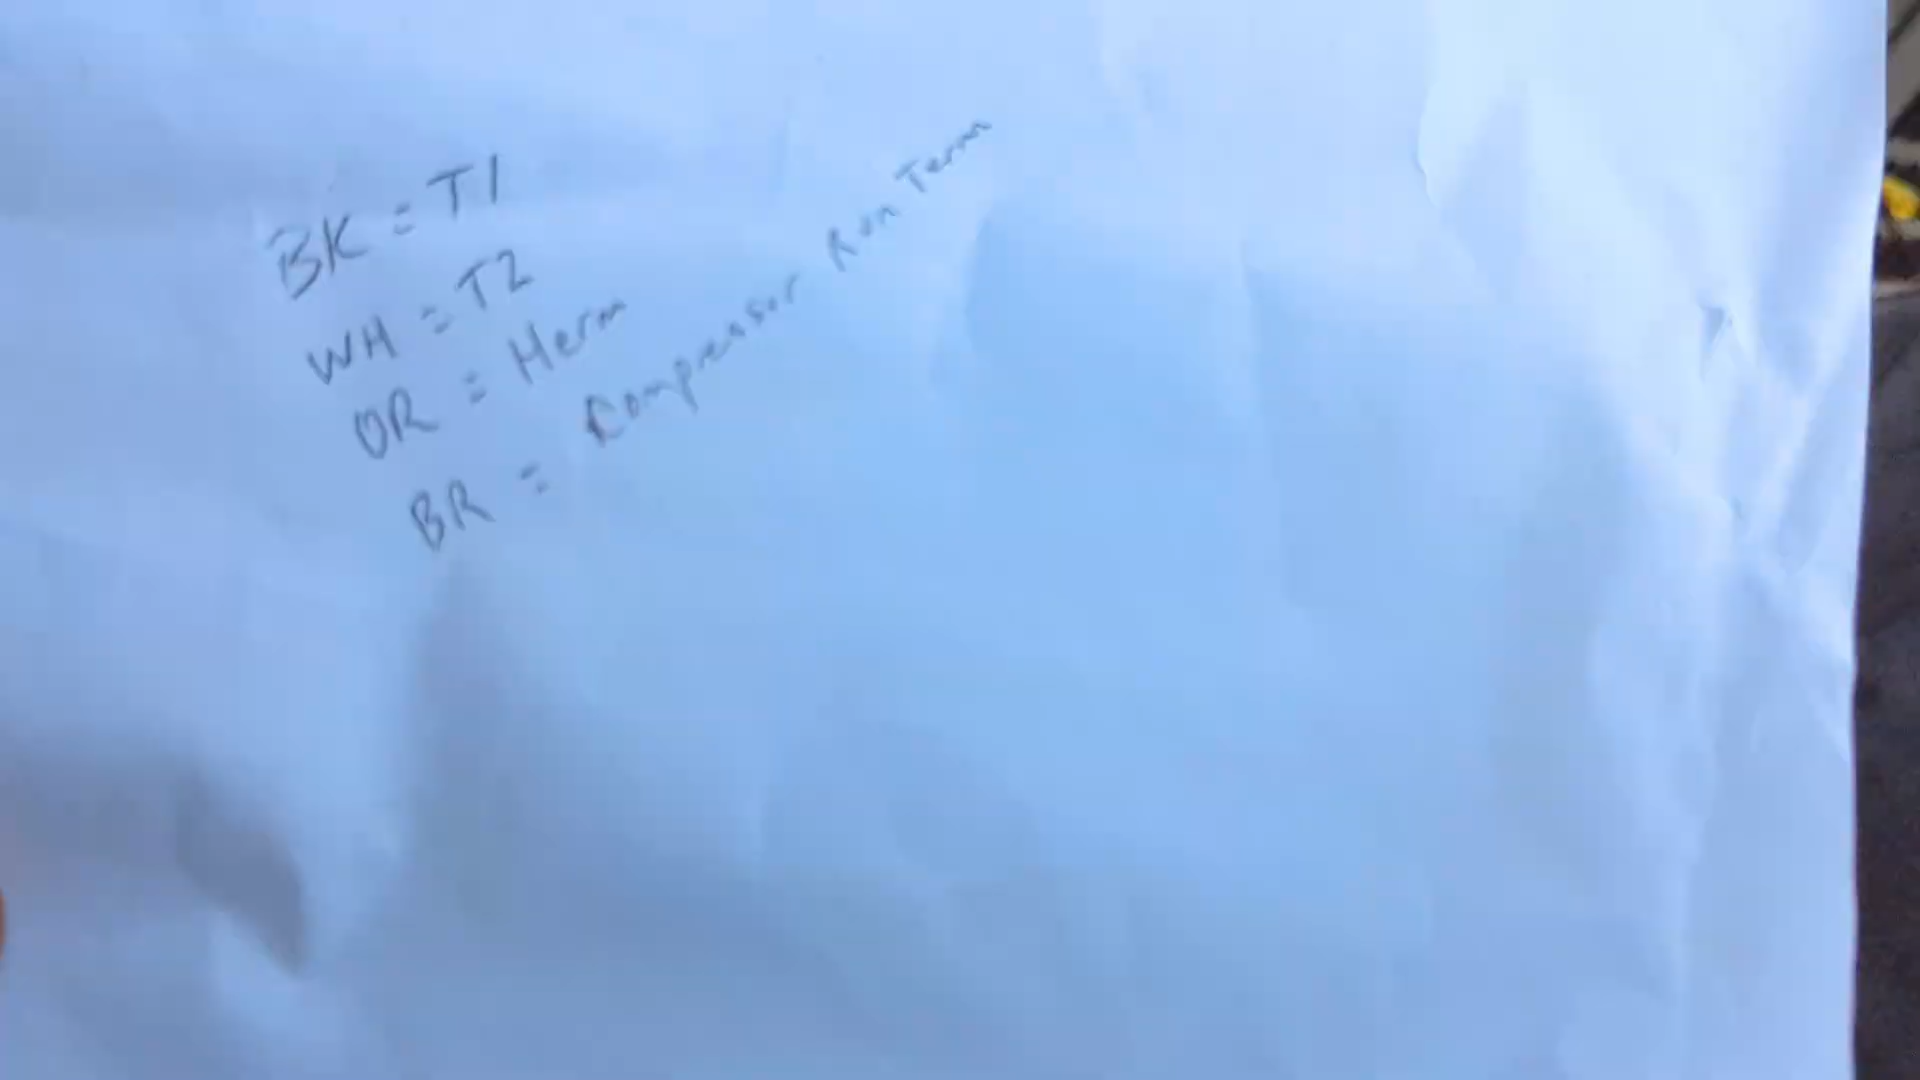 BK = T1
WH = T2
OR = Herm
BR = Compressor Run Term